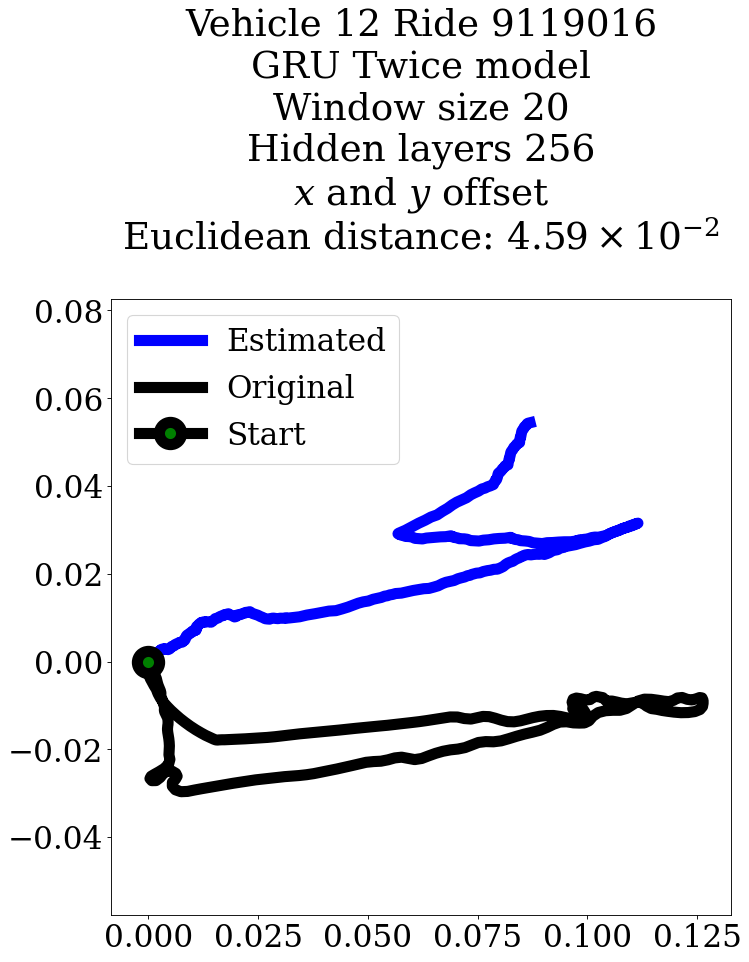 Vehicle 12 Ride 9119016
GRU Twice model
Window size 20
Hidden layers 256
x and y offset
Euclidean distance: 4.59 × 10⁻²
Estimated
Original
Start
0.08
0.06
0.04
0.02
0.00
−0.02
−0.04
0.000 0.025 0.050 0.075 0.100 0.125